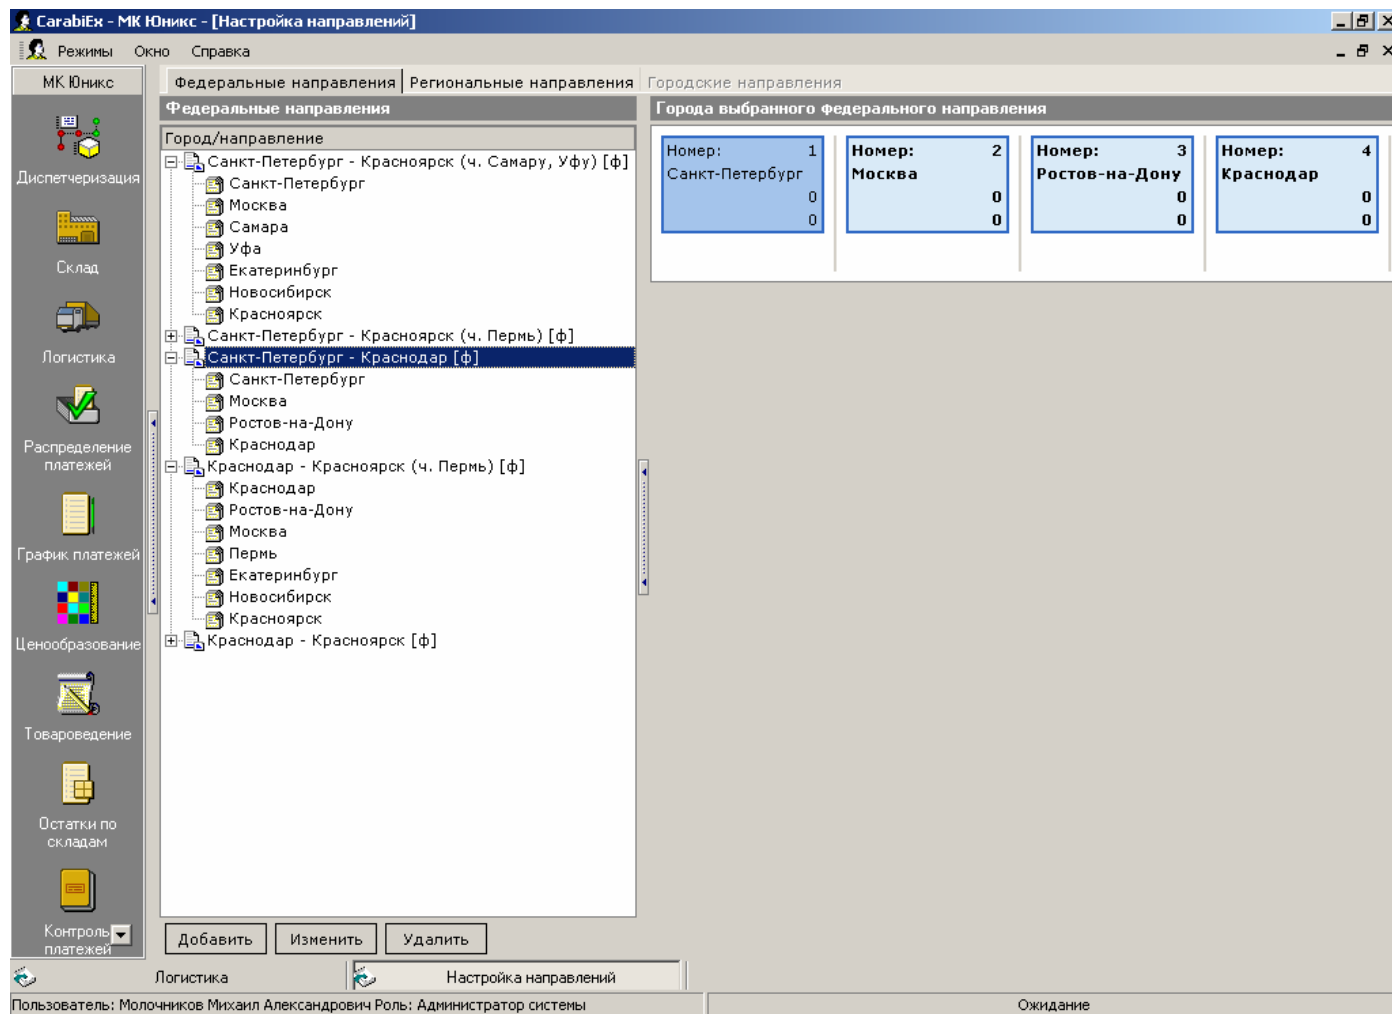 CarabiEx - МК Юникс - [Настройка направлений]
Режимы Окно Справка
МК Юникс
Диспетчеризация
Склад
Логистика
Распределение
платежей
График платежей
Ценообразование
Товароведение
Остатки по
складам
Контроль
платежей
Федеральные направления Региональные направления Городские направления
Федеральные направления
Город/направление
Санкт-Петербург - Красноярск (ч. Самару, Уфу) [ф]
Санкт-Петербург
Москва
Самара
Уфа
Екатеринбург
Новосибирск
Красноярск
Санкт-Петербург - Красноярск (ч. Пермь) [ф]
Санкт-Петербург - Краснодар [ф]
Санкт-Петербург
Москва
Ростов-на-Дону
Краснодар
Краснодар - Красноярск (ч. Пермь) [ф]
Краснодар
Ростов-на-Дону
Москва
Пермь
Екатеринбург
Новосибирск
Красноярск
Краснодар - Красноярск [ф]
Добавить Изменить Удалить
Города выбранного федерального направления
Номер: 1
Санкт-Петербург
0
0
Номер: 2
Москва
0
0
Номер: 3
Ростов-на-Дону
0
0
Номер: 4
Краснодар
0
0
Логистика Настройка направлений
Пользователь: Молочников Михаил Александрович Роль: Администратор системы Ожидание